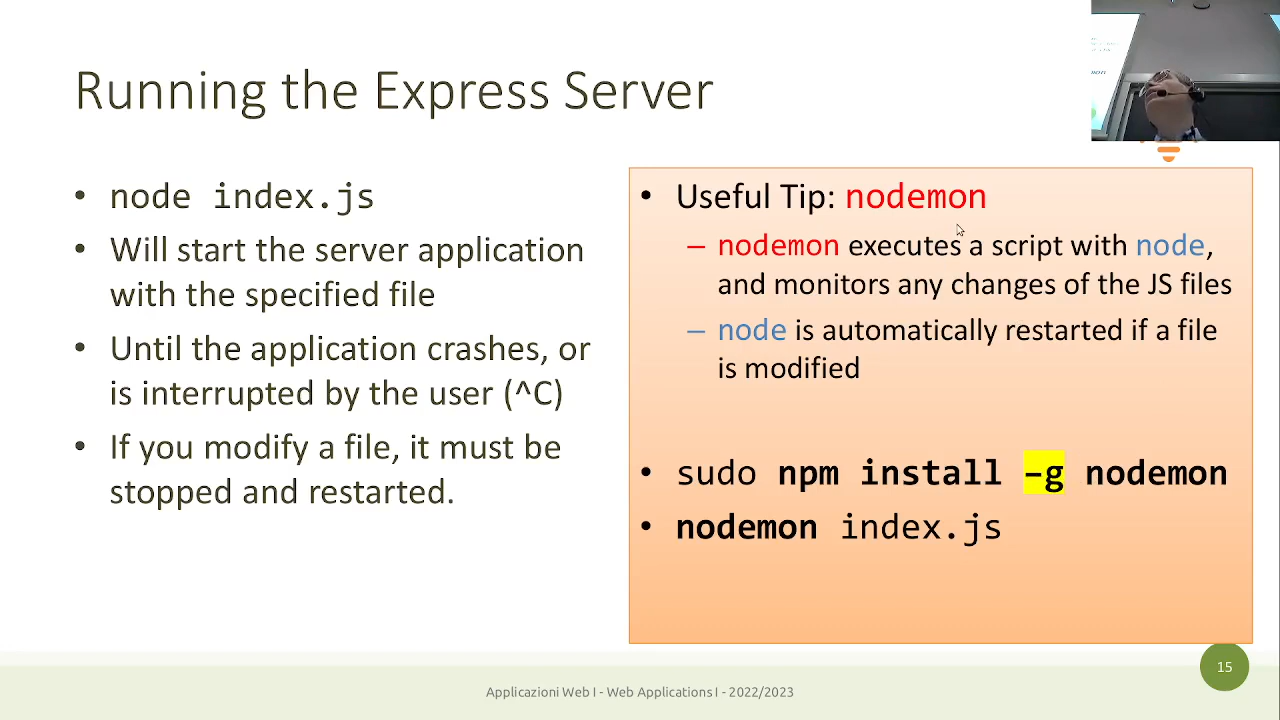 Running the Express Server
• node index.js
• Will start the server application
with the specified file
• Until the application crashes, or
is interrupted by the user (^C)
• If you modify a file, it must be
stopped and restarted.
• Useful Tip: nodemon
– nodemon executes a script with node,
and monitors any changes of the JS files
– node is automatically restarted if a file
is modified
• sudo npm install –g nodemon
• nodemon index.js
15
Applicazioni Web I - Web Applications I - 2022/2023